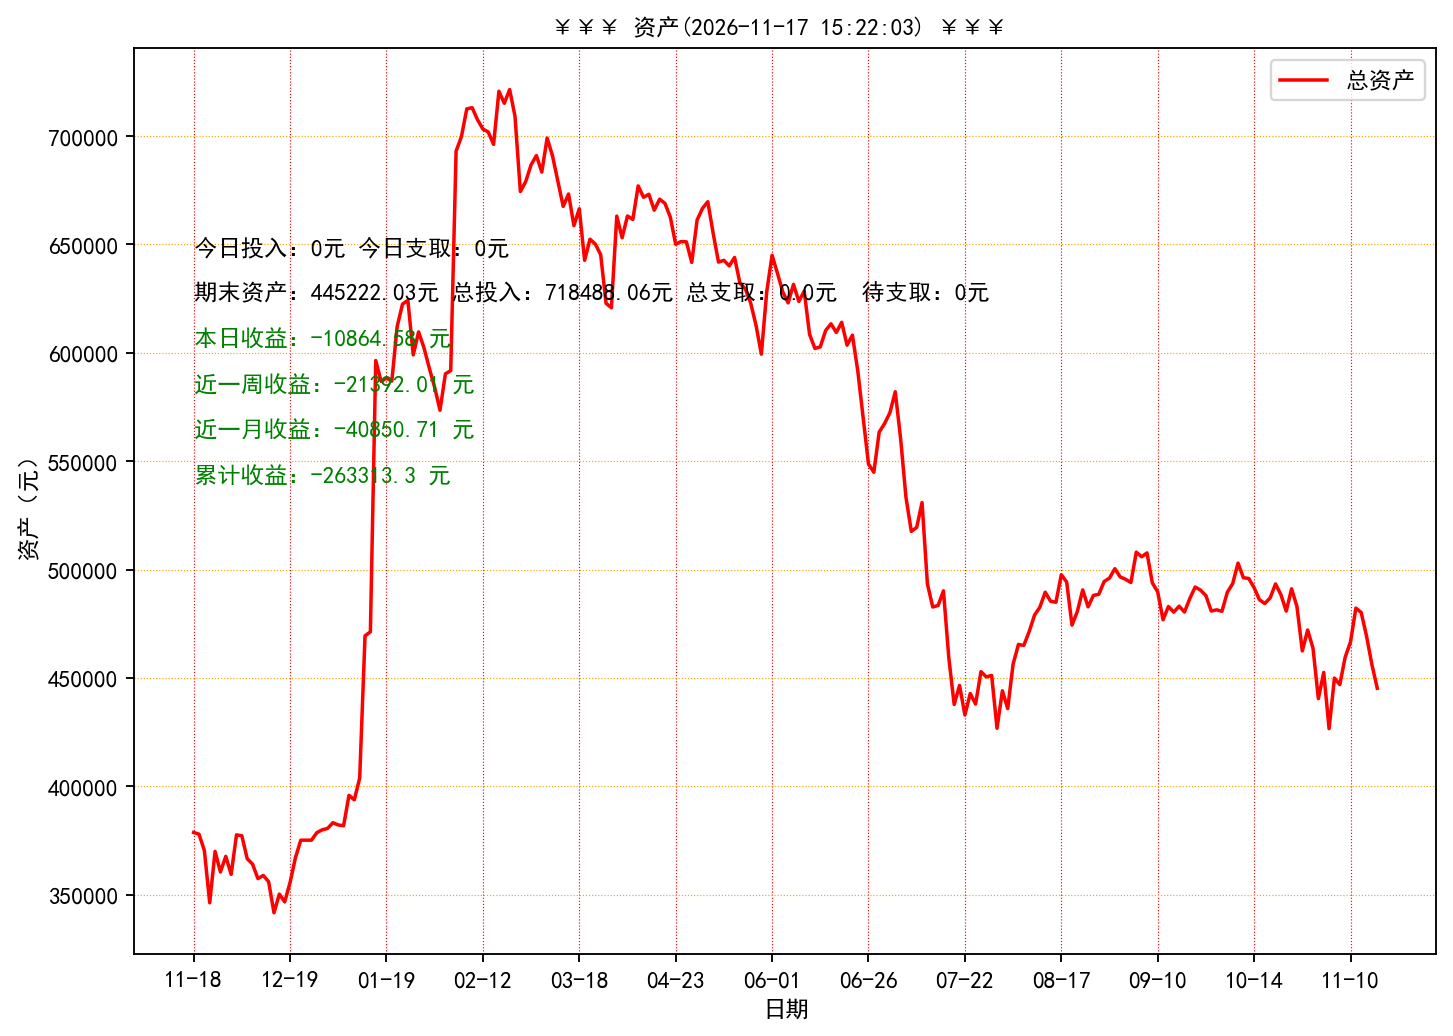 ¥¥¥ 资产(2026-11-17 15:22:03) ¥¥¥
总资产
700000
650000
600000
550000
500000
450000
400000
350000
资产（元）
今日投入：0元 今日支取：0元
期末资产：445222.03元 总投入：718488.06元 总支取：0.0元 待支取：0元
本日收益：-10864.58 元
近一周收益：-21392.01 元
近一月收益：-40850.71 元
累计收益：-263313.3 元
11-18 12-19 01-19 02-12 03-18 04-23 06-01 06-26 07-22 08-17 09-10 10-14 11-10
日期